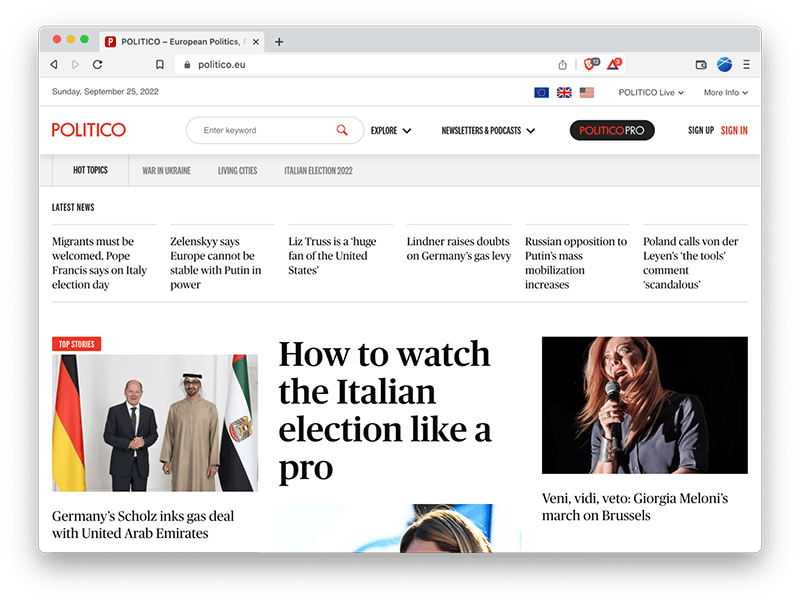 POLITICO – European Politics,
politico.eu
12
Sunday, September 25, 2022
POLITICO Live
More Info
POLITICO
Enter keyword
EXPLORE
NEWSLETTERS & PODCASTS
POLITICOPRO
SIGN UP
SIGN IN
HOT TOPICS
WAR IN UKRAINE
LIVING CITIES
ITALIAN ELECTION 2022
LATEST NEWS
Migrants must be
welcomed, Pope
Francis says on Italy
election day
Zelenskyy says
Europe cannot be
stable with Putin in
power
Liz Truss is a ‘huge
fan of the United
States’
Lindner raises doubts
on Germany’s gas levy
Russian opposition to
Putin’s mass
mobilization
increases
Poland calls von der
Leyen’s ‘the tools’
comment
‘scandalous’
TOP STORIES
Germany’s Scholz inks gas deal
with United Arab Emirates
How to watch
the Italian
election like a
pro
Veni, vidi, veto: Giorgia Meloni’s
march on Brussels